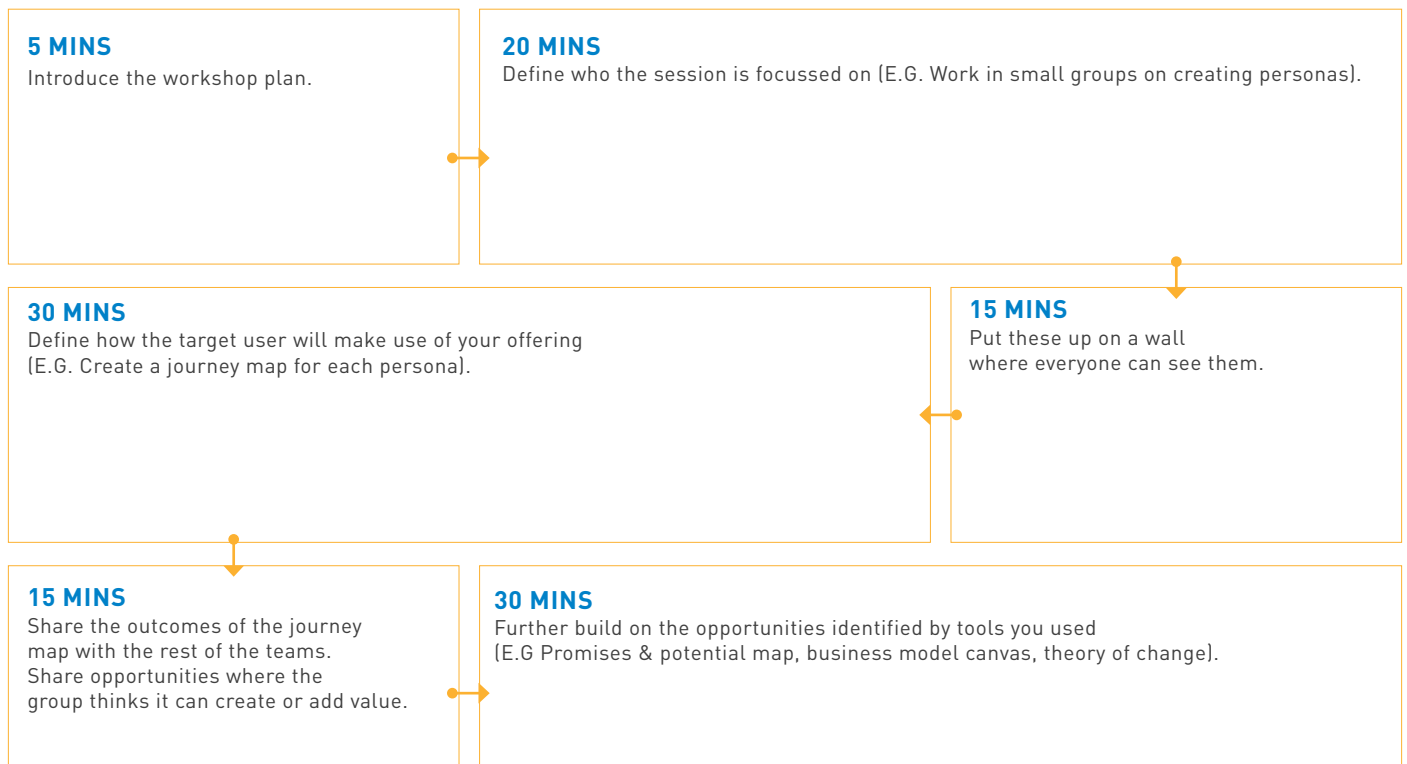 5 MINS
Introduce the workshop plan.
20 MINS
Define who the session is focussed on (E.G. Work in small groups on creating personas).
30 MINS
Define how the target user will make use of your offering
(E.G. Create a journey map for each persona).
15 MINS
Put these up on a wall
where everyone can see them.
15 MINS
Share the outcomes of the journey
map with the rest of the teams.
Share opportunities where the
group thinks it can create or add value.
30 MINS
Further build on the opportunities identified by tools you used
(E.G Promises & potential map, business model canvas, theory of change).